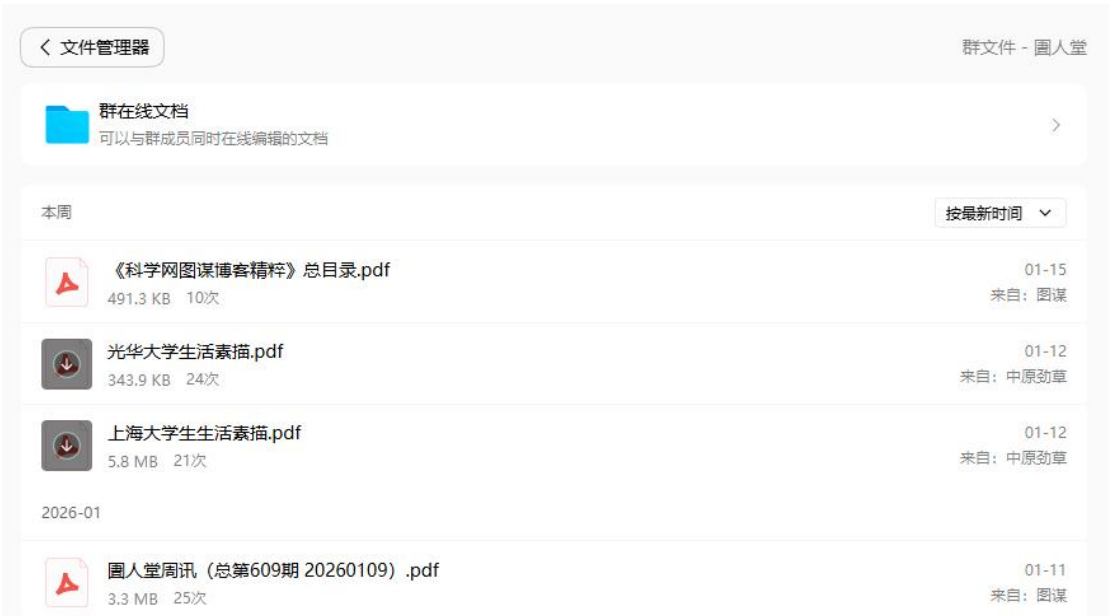 文件管理器
群文件 - 圕人堂
群在线文档
可以与群成员同时在线编辑的文档
本周
按最新时间
《科学网图谋博客精粹》总目录.pdf
01-15
491.3 KB 10次
来自：图谋
光华大学生活素描.pdf
01-12
343.9 KB 24次
来自：中原劲草
上海大学生生活素描.pdf
01-12
5.8 MB 21次
来自：中原劲草
2026-01
圕人堂周讯（总第609期 20260109）.pdf
01-11
3.3 MB 25次
来自：图谋